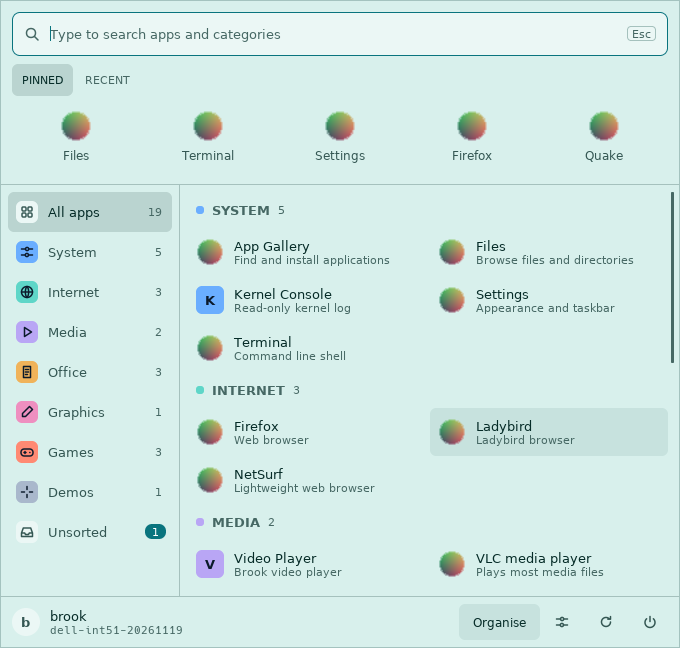 Type to search apps and categories
Esc
PINNED RECENT
Files Terminal Settings Firefox Quake
All apps 19
System 5
Internet 3
Media 2
Office 3
Graphics 1
Games 3
Demos 1
Unsorted 1
SYSTEM 5
App Gallery
Find and install applications
Files
Browse files and directories
K
Kernel Console
Read-only kernel log
Settings
Appearance and taskbar
Terminal
Command line shell
INTERNET 3
Firefox
Web browser
Ladybird
Ladybird browser
NetSurf
Lightweight web browser
MEDIA 2
V
Video Player
Brook video player
VLC media player
Plays most media files
b
brook
dell-int51-20261119
Organise